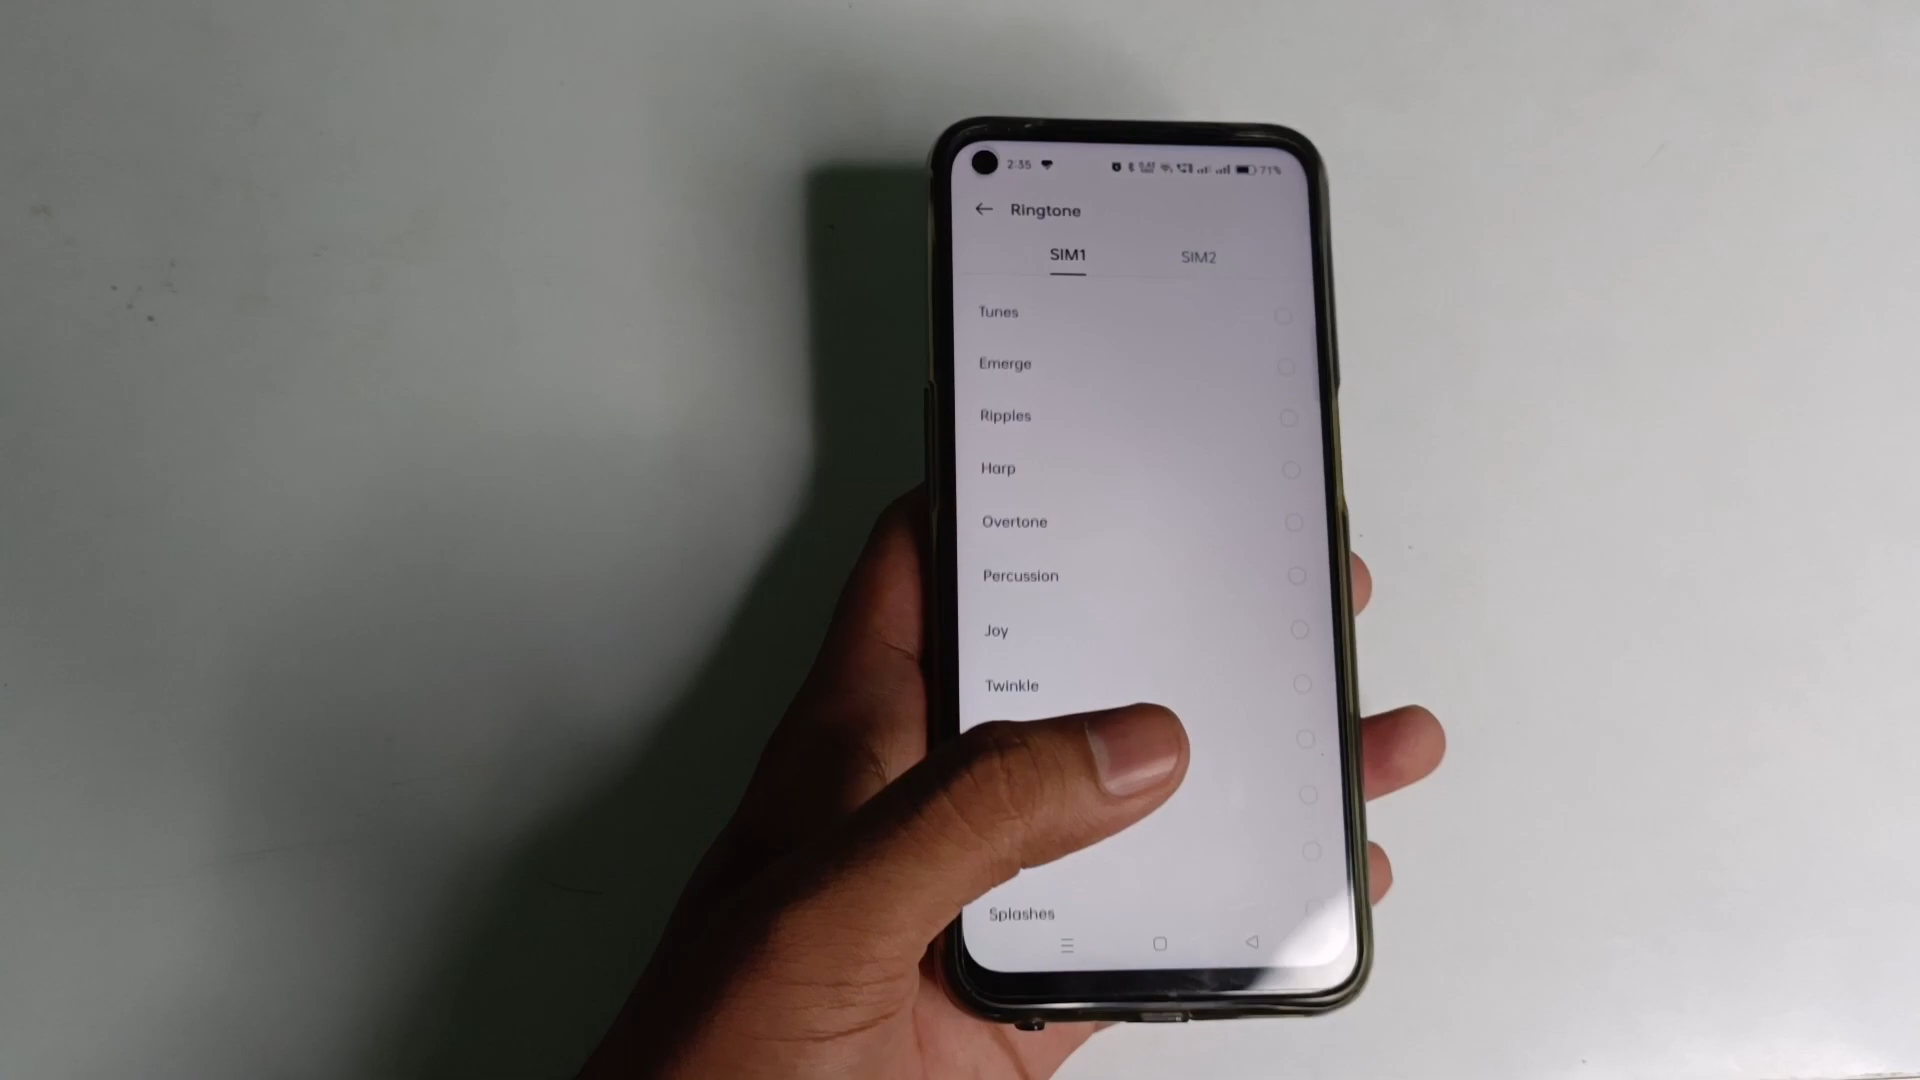 2:35 71%
Ringtone
SIM1 SIM2
Tunes
Emerge
Ripples
Harp
Overtone
Percussion
Joy
Twinkle
Splashes